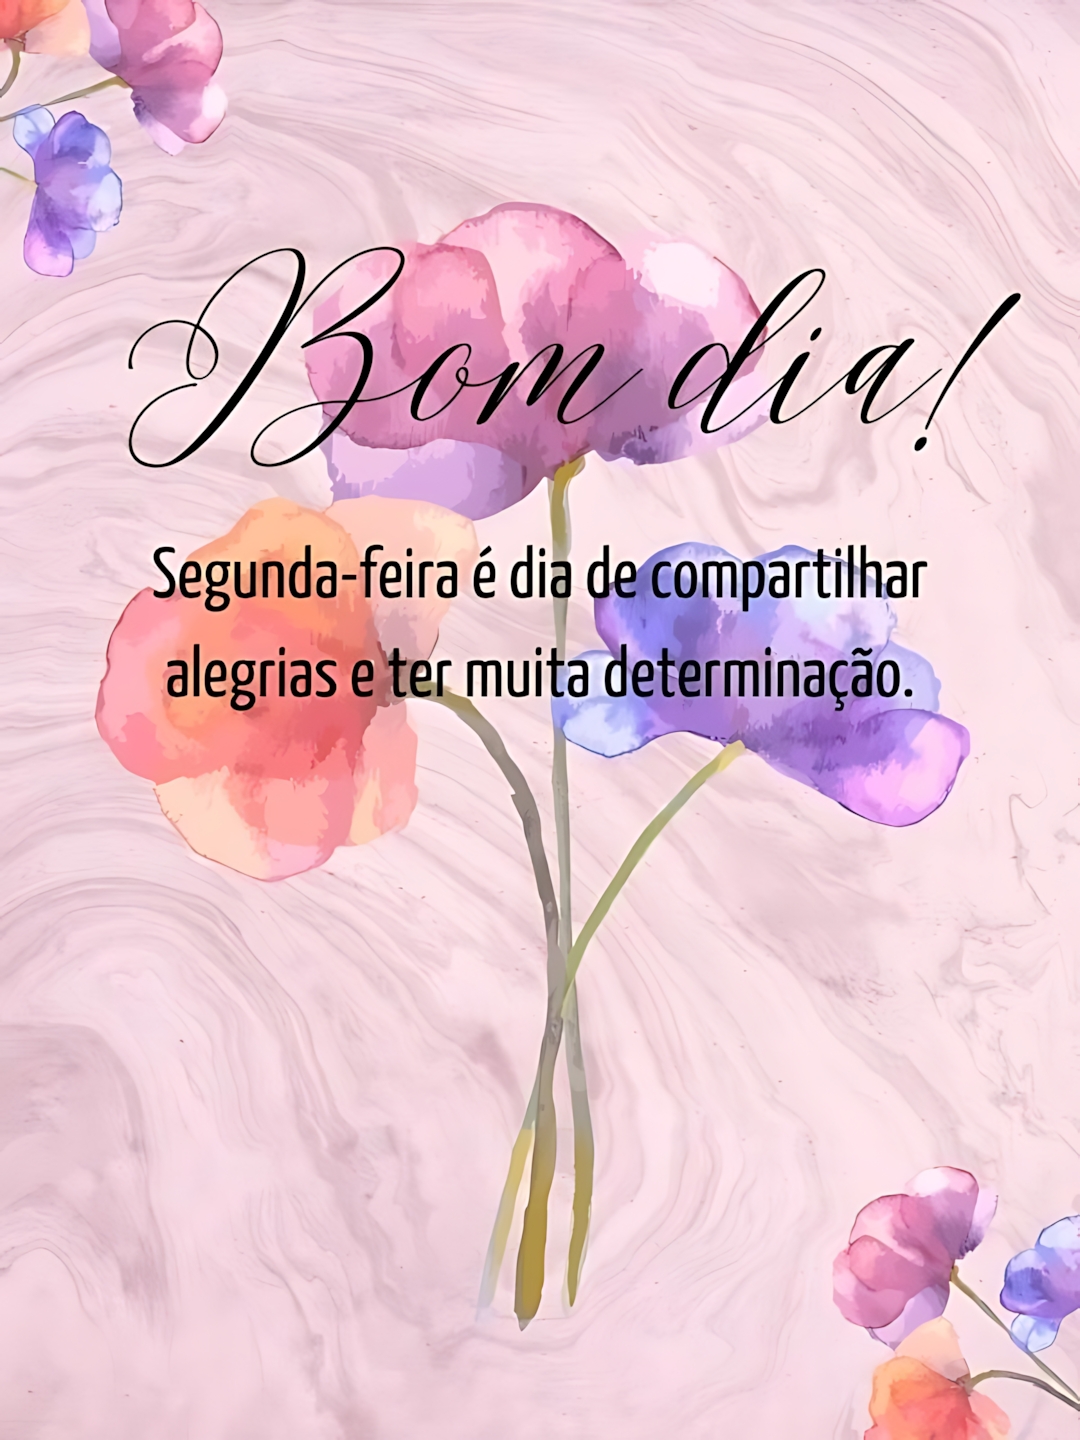 Bom dia!
Segunda-feira é dia de compartilhar
alegrias e ter muita determinação.